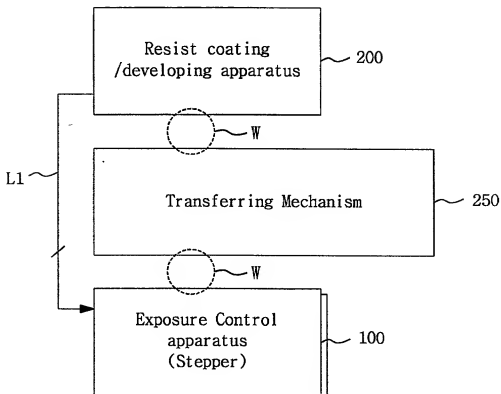 Resist coating
/developing apparatus
200
W
L1
Transferring Mechanism
250
W
Exposure Control
apparatus
(Stepper)
100